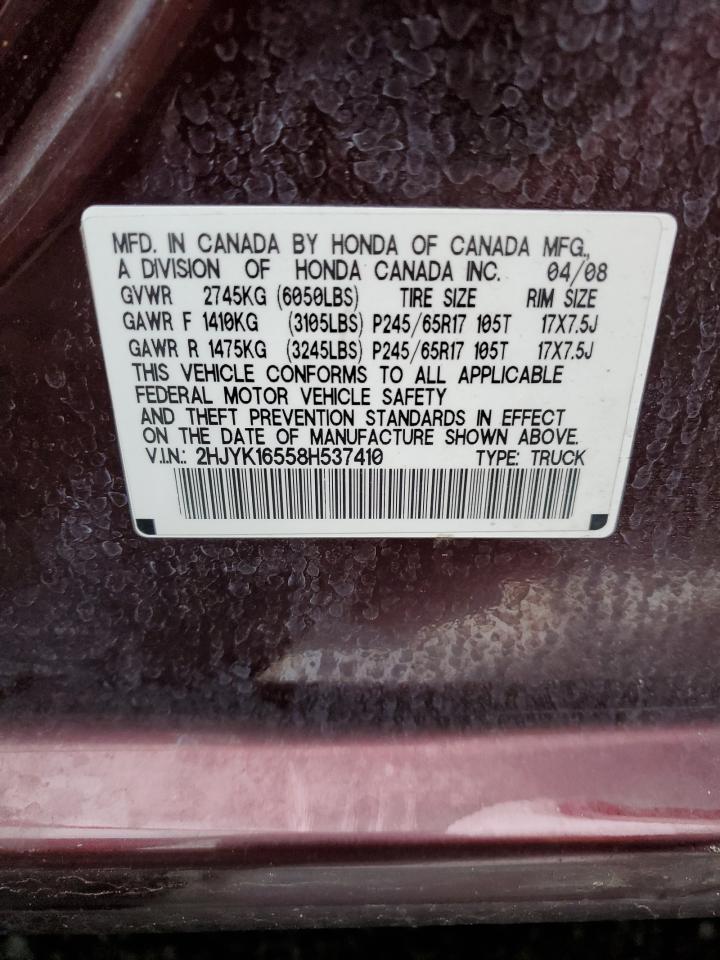 MFD. IN CANADA BY HONDA OF CANADA MFG.,
A DIVISION OF HONDA CANADA INC. 04/08
GVWR 2745KG (6050LBS) TIRE SIZE RIM SIZE
GAWR F 1410KG (3105LBS) P245/65R17 105T 17X7.5J
GAWR R 1475KG (3245LBS) P245/65R17 105T 17X7.5J
THIS VEHICLE CONFORMS TO ALL APPLICABLE
FEDERAL MOTOR VEHICLE SAFETY
AND THEFT PREVENTION STANDARDS IN EFFECT
ON THE DATE OF MANUFACTURE SHOWN ABOVE.
V.I.N.: 2HJYK16558H537410 TYPE: TRUCK